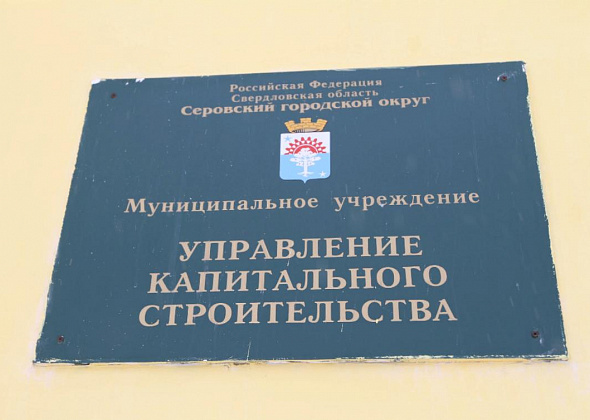 Российская Федерация
Свердловская область
Серовский городской округ
Муниципальное учреждение
УПРАВЛЕНИЕ
КАПИТАЛЬНОГО
СТРОИТЕЛЬСТВА